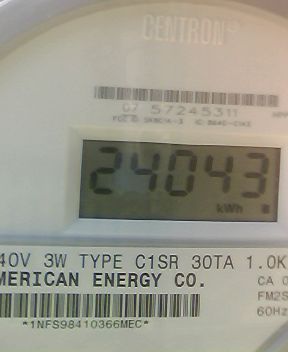 CENTRON®
07 57245311
24043
kWh
40V 3W TYPE C1SR 30TA 1.0K
MERICAN ENERGY CO.
CA 0
FM2S
60Hz
*1NFS98410366MEC*